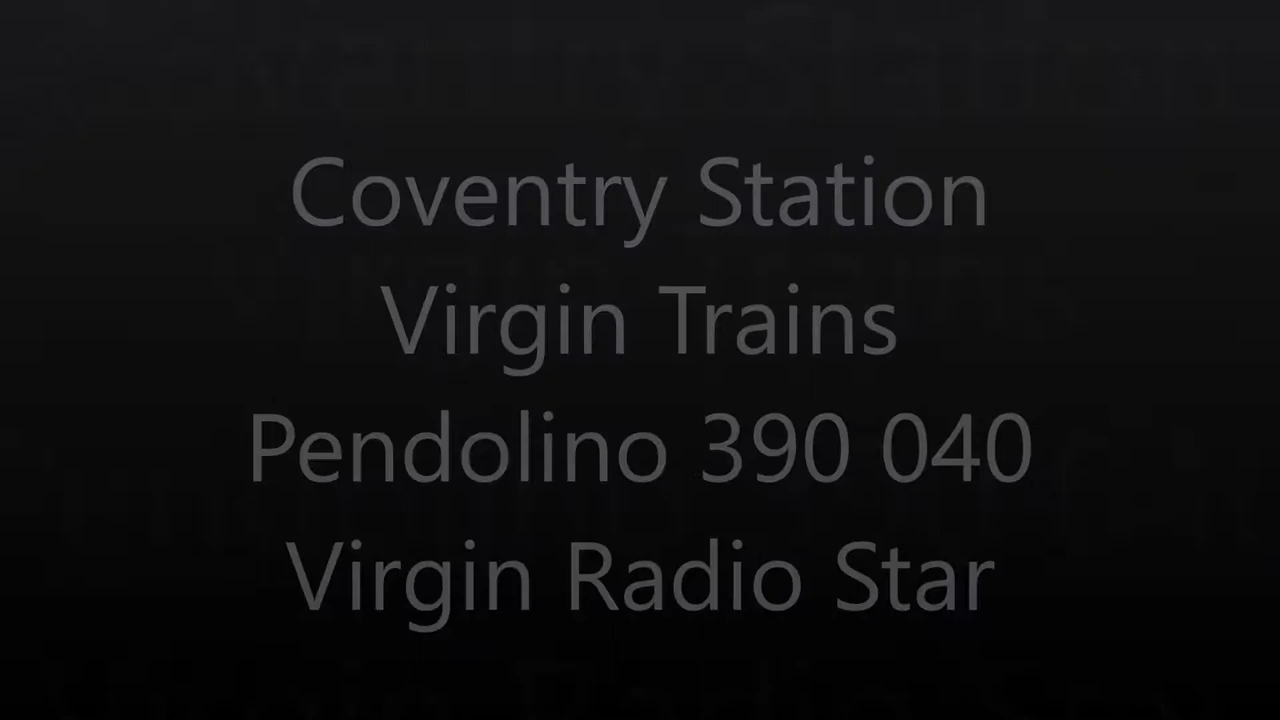 Coventry Station
Virgin Trains
Pendolino 390 040
Virgin Radio Star